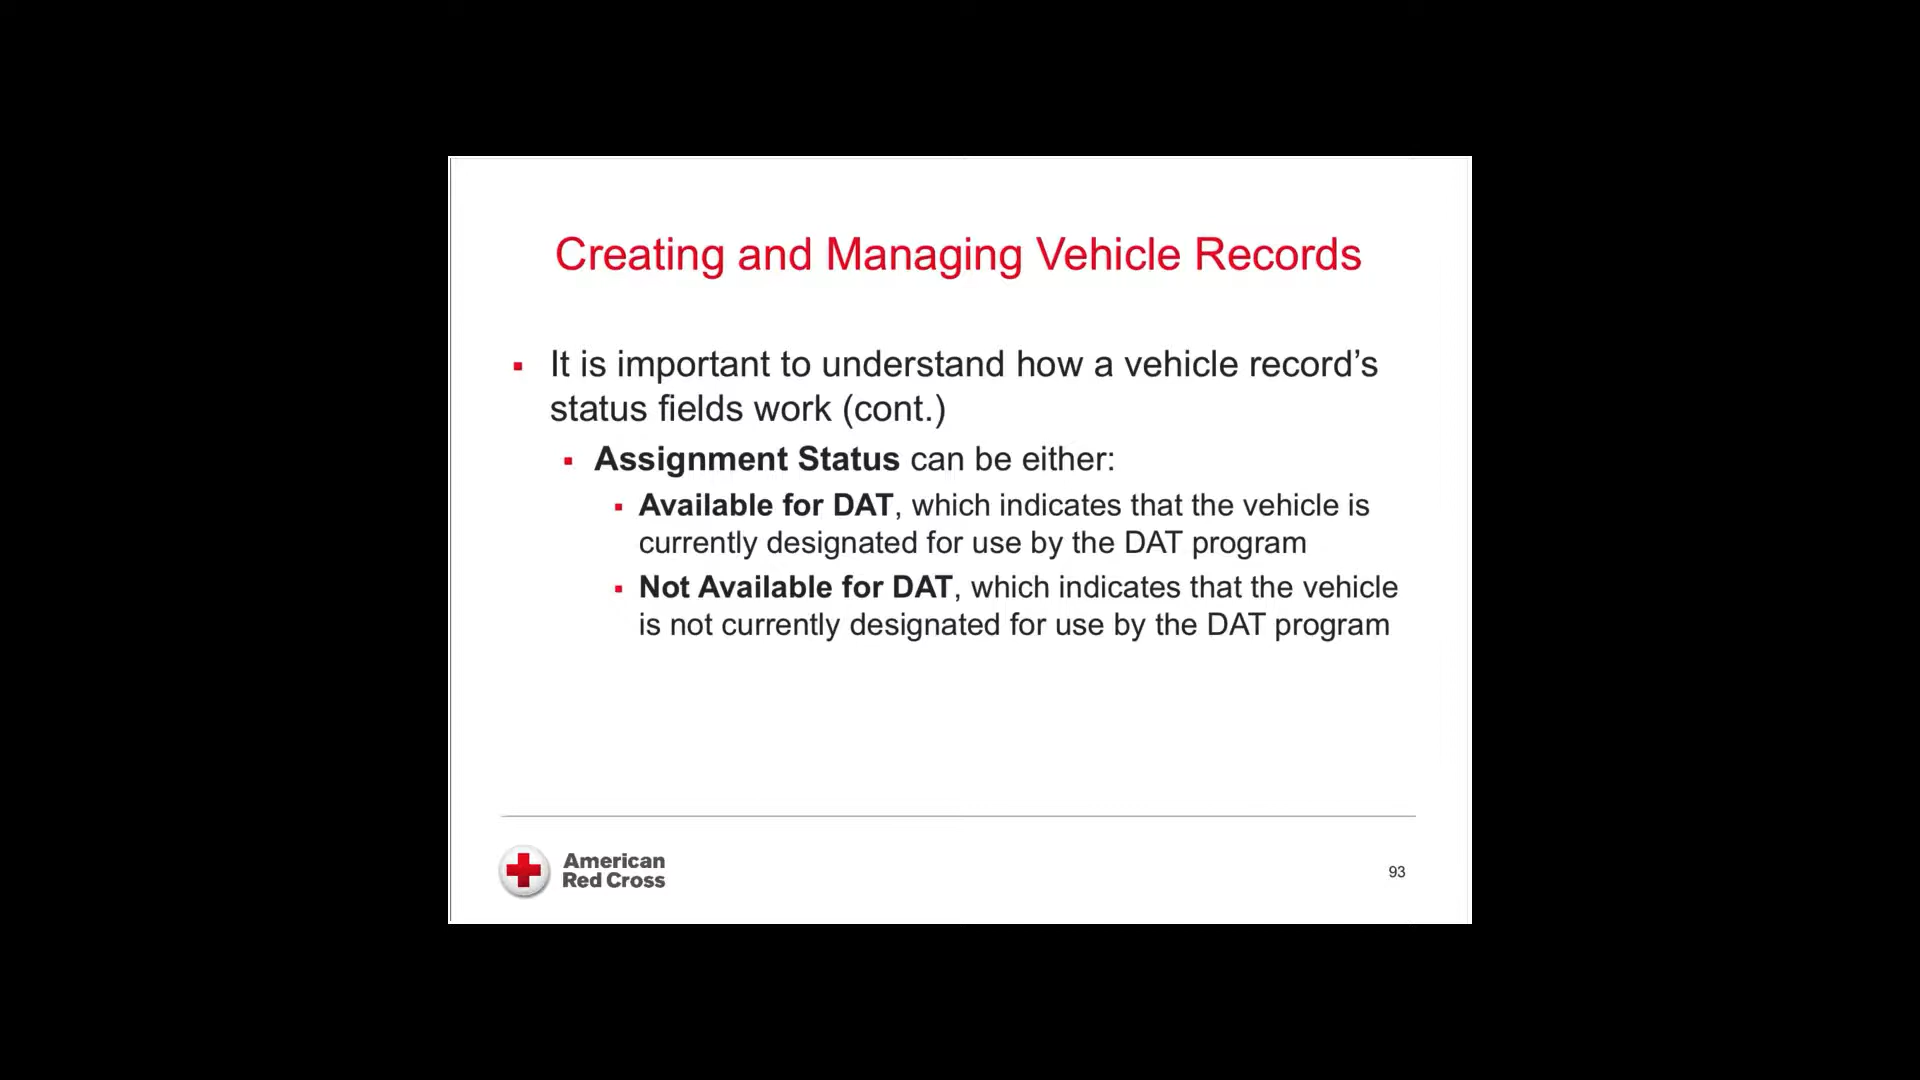 Creating and Managing Vehicle Records
▪ It is important to understand how a vehicle record’s
status fields work (cont.)
▪ Assignment Status can be either:
▪ Available for DAT, which indicates that the vehicle is
currently designated for use by the DAT program
▪ Not Available for DAT, which indicates that the vehicle
is not currently designated for use by the DAT program
American
Red Cross
93